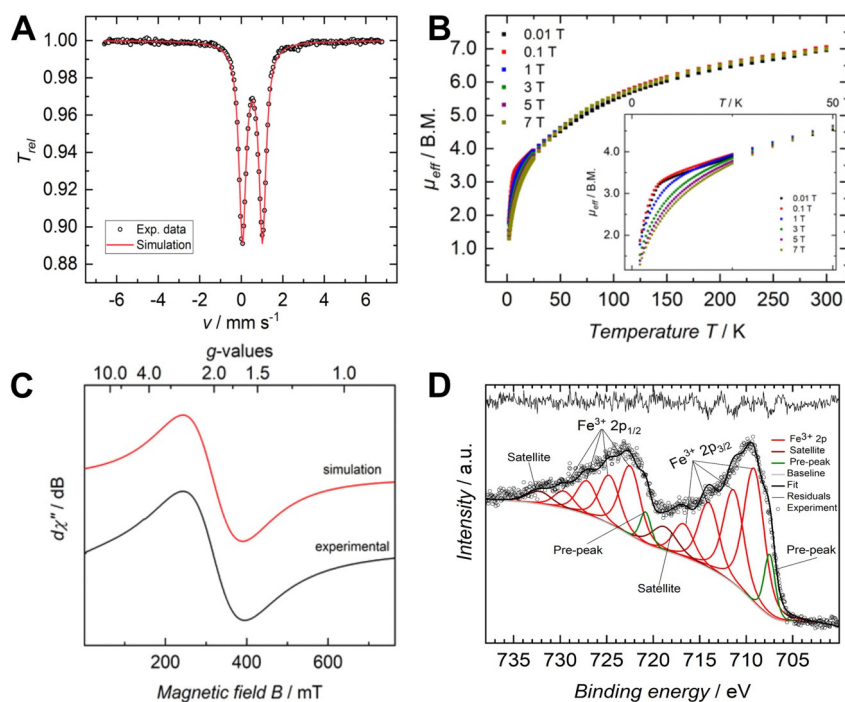 A
1.00
0.98
0.96
0.94
0.92
0.90
0.88
T_rel
Exp. data
Simulation
-6 -4 -2 0 2 4 6
v / mm s⁻¹
B
7.0
6.0
5.0
4.0
3.0
2.0
1.0
μeff / B.M.
0.01 T
0.1 T
1 T
3 T
5 T
7 T
0 T / K 50
4.0
2.0
μeff / B.M.
0.01 T
0.1 T
1 T
3 T
5 T
7 T
0 50 100 150 200 250 300
Temperature T / K
C
g-values
10.0 4.0 2.0 1.5 1.0
dχ″ / dB
simulation
experimental
200 400 600
Magnetic field B / mT
D
Intensity / a.u.
Fe³⁺ 2p1/2
Fe³⁺ 2p3/2
Satellite
Pre-peak
Satellite
Pre-peak
Fe³⁺ 2p
Satellite
Pre-peak
Baseline
Fit
Residuals
Experiment
735 730 725 720 715 710 705
Binding energy / eV